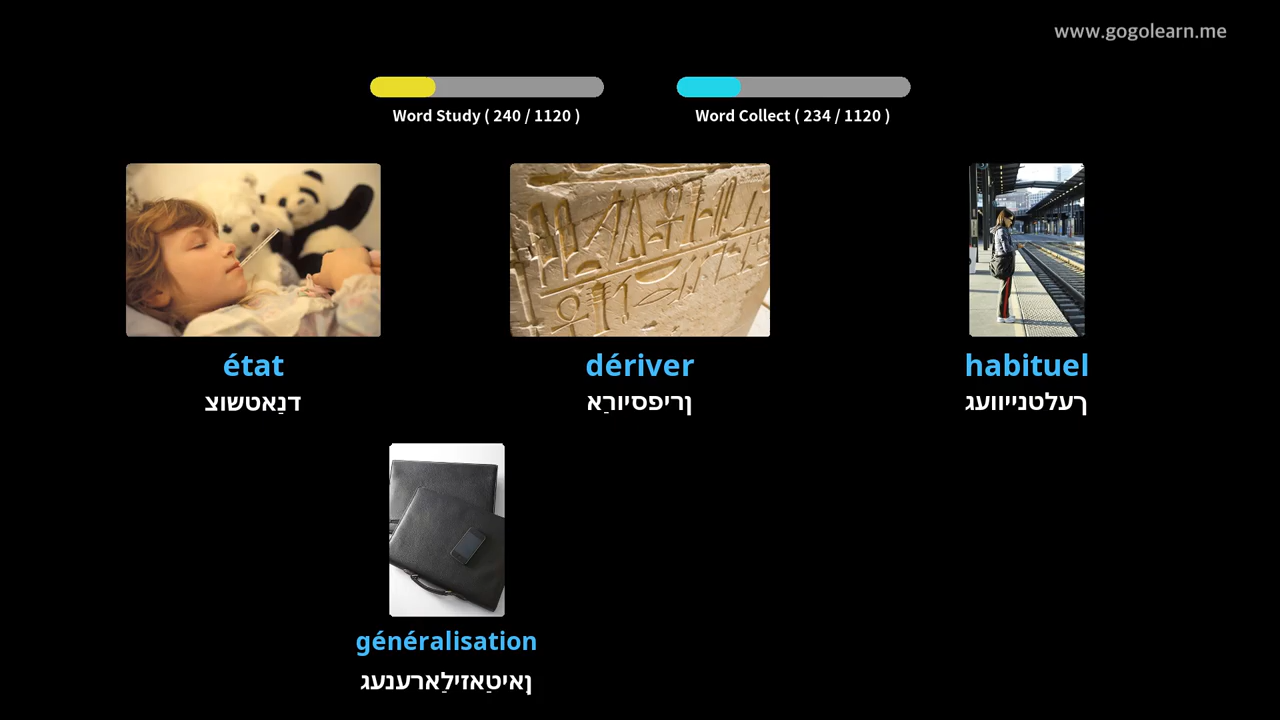 www.gogolearn.me
Word Study ( 240 / 1120 )
Word Collect ( 234 / 1120 )
état
דנַאטשוצ
dériver
ןריפסיורַא
habituel
ךעלטנייוועג
généralisation
ןאיטַאזילַארענעג